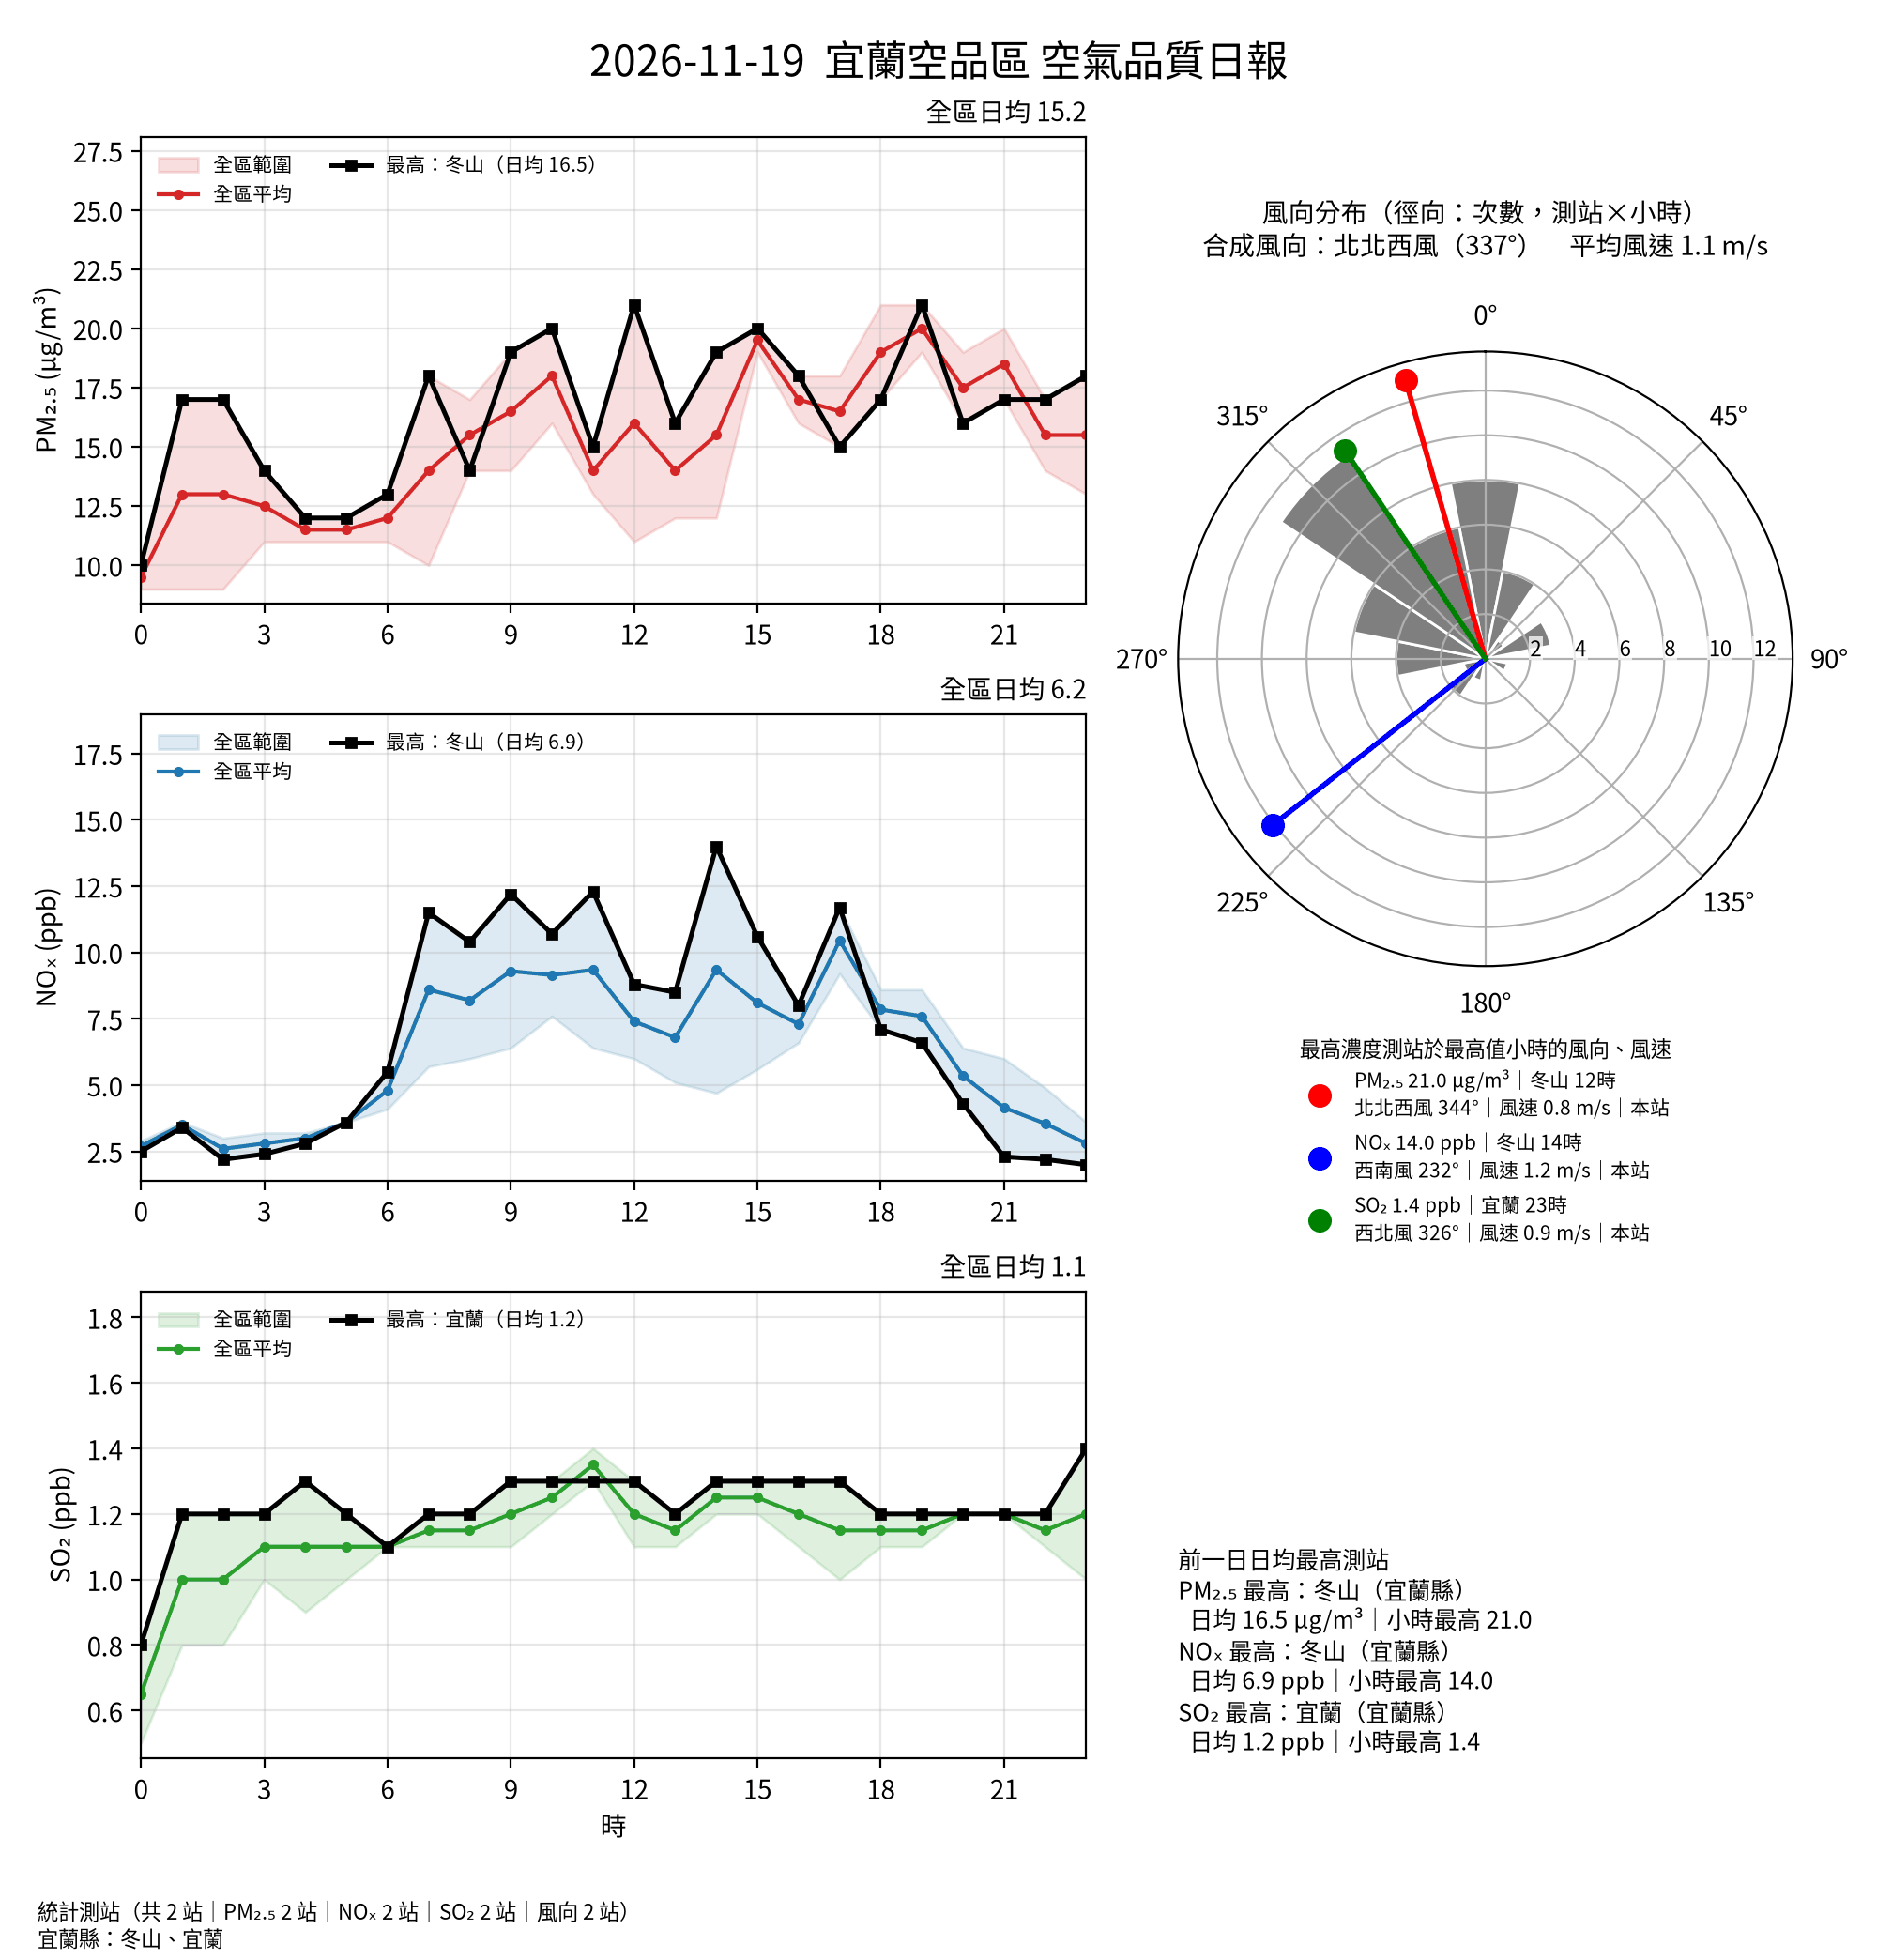 2026-11-19 宜蘭空品區 空氣品質日報
全區日均 15.2
全區範圍
全區平均
最高：冬山（日均 16.5）
PM₂.₅ (μg/m³)
27.5
25.0
22.5
20.0
17.5
15.0
12.5
10.0
0 3 6 9 12 15 18 21
全區日均 6.2
全區範圍
全區平均
最高：冬山（日均 6.9）
NOₓ (ppb)
17.5
15.0
12.5
10.0
7.5
5.0
2.5
0 3 6 9 12 15 18 21
全區日均 1.1
全區範圍
全區平均
最高：宜蘭（日均 1.2）
SO₂ (ppb)
1.8
1.6
1.4
1.2
1.0
0.8
0.6
0 3 6 9 12 15 18 21
時
風向分布（徑向：次數，測站×小時）
合成風向：北北西風（337°） 平均風速 1.1 m/s
0°
45°
90°
135°
180°
225°
270°
315°
2 4 6 8 10 12
最高濃度測站於最高值小時的風向、風速
PM₂.₅ 21.0 μg/m³｜冬山 12時
北北西風 344°｜風速 0.8 m/s｜本站
NOₓ 14.0 ppb｜冬山 14時
西南風 232°｜風速 1.2 m/s｜本站
SO₂ 1.4 ppb｜宜蘭 23時
西北風 326°｜風速 0.9 m/s｜本站
前一日日均最高測站
PM₂.₅ 最高：冬山（宜蘭縣）
日均 16.5 μg/m³｜小時最高 21.0
NOₓ 最高：冬山（宜蘭縣）
日均 6.9 ppb｜小時最高 14.0
SO₂ 最高：宜蘭（宜蘭縣）
日均 1.2 ppb｜小時最高 1.4
統計測站（共 2 站｜PM₂.₅ 2 站｜NOₓ 2 站｜SO₂ 2 站｜風向 2 站）
宜蘭縣：冬山、宜蘭